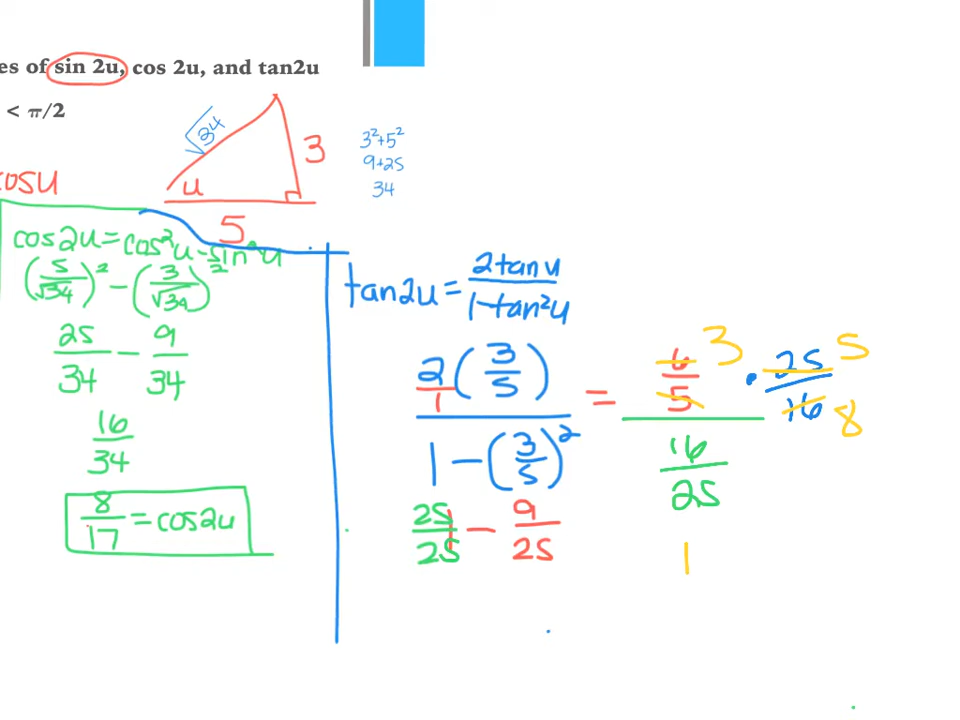 es of sin 2u, cos 2u, and tan2u
< π/2
√34
3
u
5
3²+5²
9+25
34
cosu
cos2u = cos²u - sin²u
(5/√34)² - (3/√34)²
25/34 - 9/34
16/34
8/17 = cos2u
tan2u = 2tanu/1-tan²u
2/1 (3/5) = 6/5 3 · 25/16 5 8
1 - (3/5)² 16/25
25/25 - 9/25
1